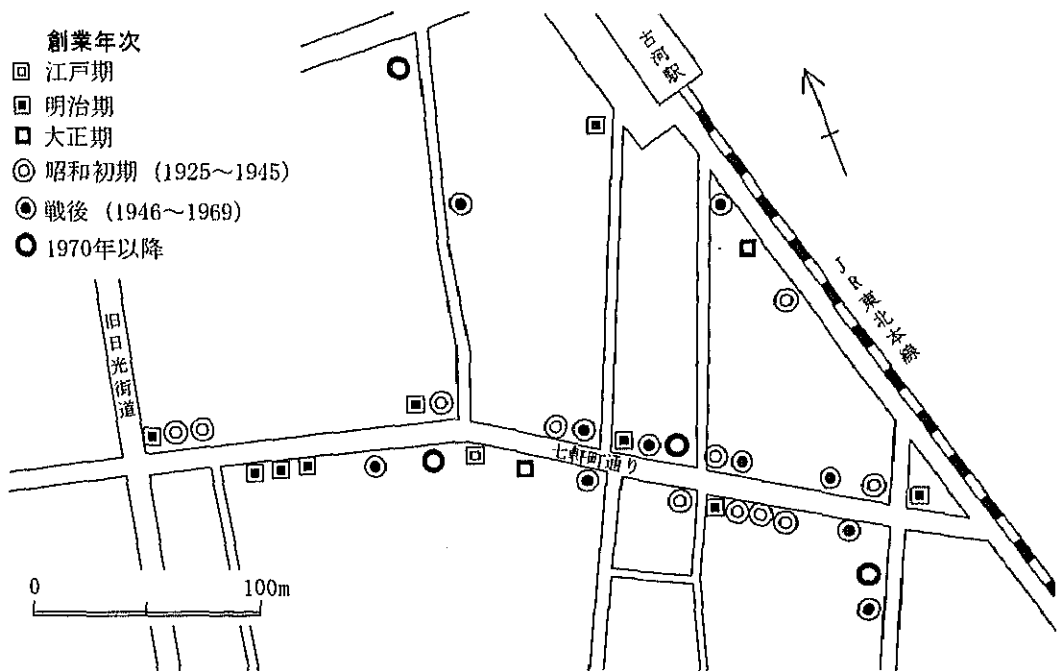 創業年次
江戸期
明治期
大正期
昭和初期 (1925～1945)
戦後 (1946～1969)
1970年以降
古河駅
JR東北本線
旧日光街道
七軒町通り
0 100m